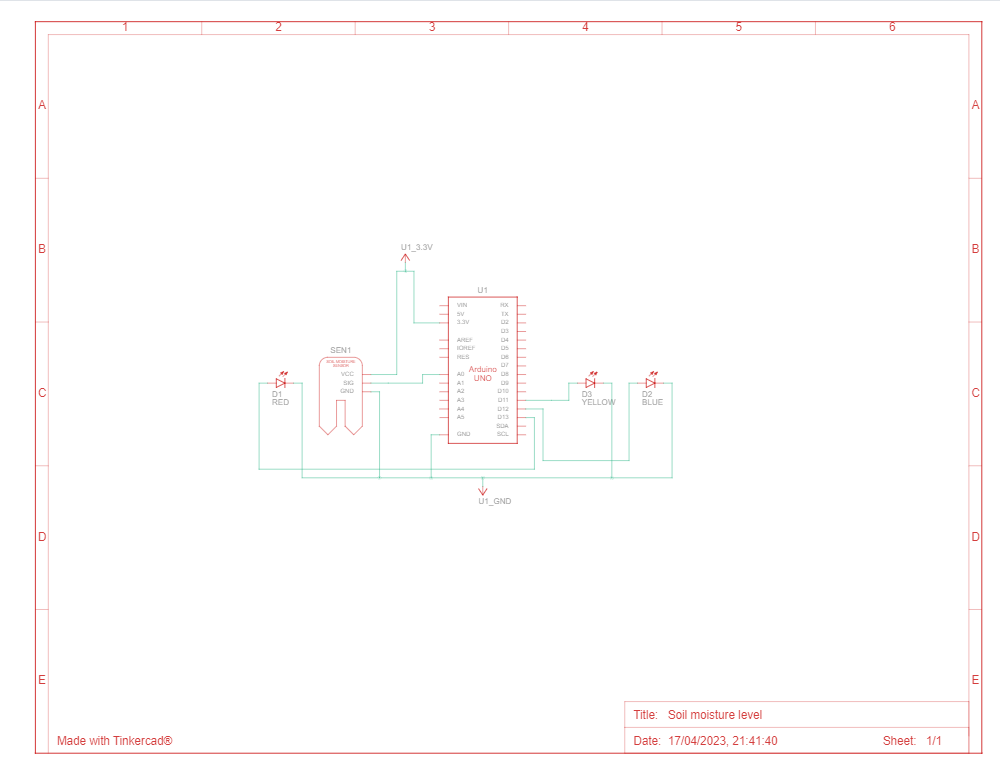 1 2 3 4 5 6
A A
B B
U1_3.3V
U1
VIN RX
5V TX
3.3V D2
D3
AREF D4
IOREF D5
RES D6
D7
A0 D8
A1 D9
A2 D10
A3 D11
A4 D12
A5 D13
SDA
GND SCL
Arduino
UNO
SEN1
SOIL MOISTURE
SENSOR
VCC
SIG
GND
C C
D1
RED
D3
YELLOW
D2
BLUE
U1_GND
D D
E E
Title: Soil moisture level
Made with Tinkercad®
Date: 17/04/2023, 21:41:40 Sheet: 1/1